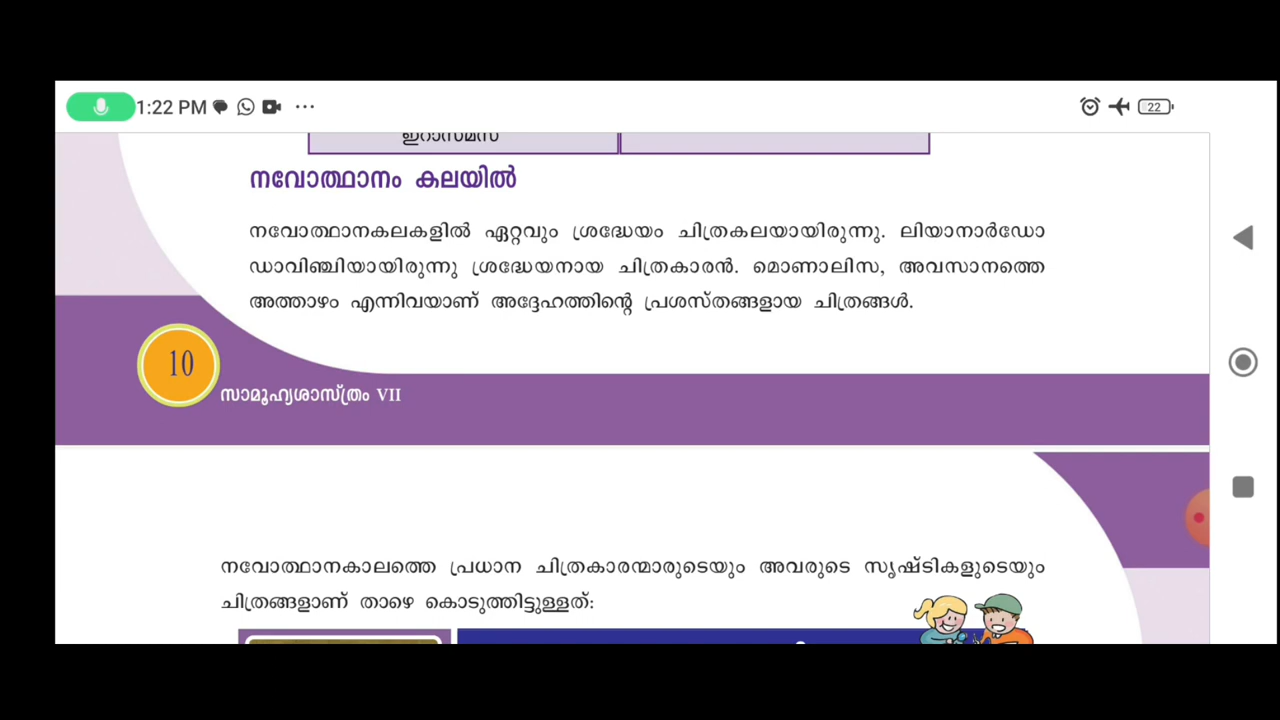 1:22 PM
22
ഇറാസ്മസ്
നവോത്ഥാനം കലയിൽ
നവോത്ഥാനകലകളിൽ ഏറ്റവും ശ്രദ്ധേയം ചിത്രകലയായിരുന്നു. ലിയാനാർഡോ
ഡാവിഞ്ചിയായിരുന്നു ശ്രദ്ധേയനായ ചിത്രകാരൻ. മൊണാലിസ, അവസാനത്തെ
അത്താഴം എന്നിവയാണ് അദ്ദേഹത്തിന്റെ പ്രശസ്തങ്ങളായ ചിത്രങ്ങൾ.
10
സാമൂഹ്യശാസ്ത്രം VII
നവോത്ഥാനകാലത്തെ പ്രധാന ചിത്രകാരന്മാരുടെയും അവരുടെ സൃഷ്ടികളുടെയും
ചിത്രങ്ങളാണ് താഴെ കൊടുത്തിട്ടുള്ളത്: